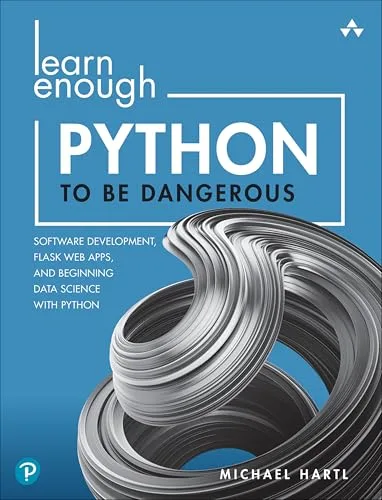 learn
enough
PYTHON
TO BE DANGEROUS
SOFTWARE DEVELOPMENT,
FLASK WEB APPS,
AND BEGINNING
DATA SCIENCE
WITH PYTHON
P
MICHAEL HARTL